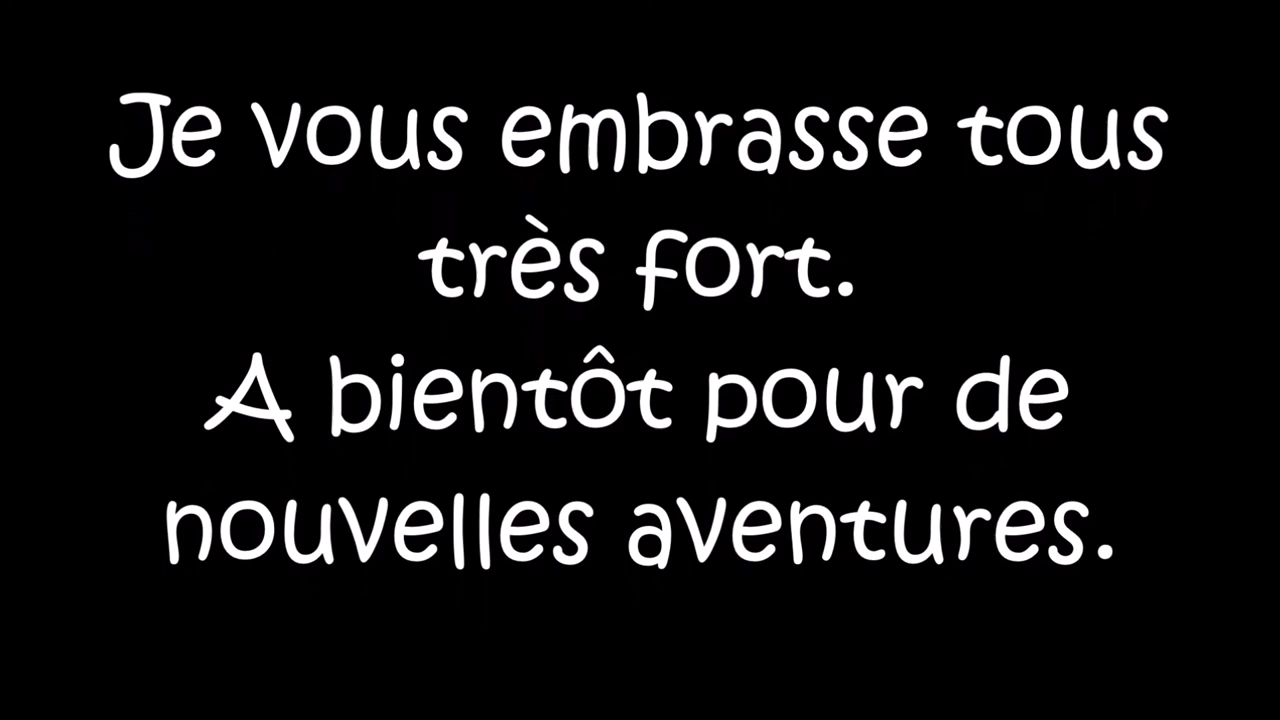 Je vous embrasse tous
très fort.
A bientôt pour de
nouvelles aventures.